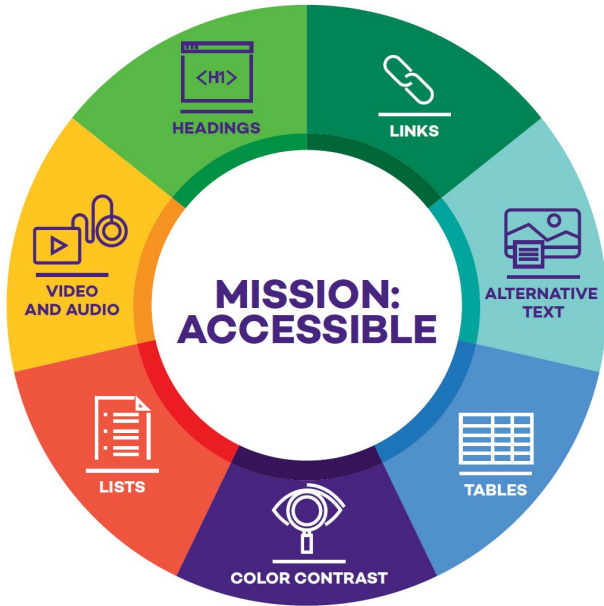 MISSION:
ACCESSIBLE
<H1>
HEADINGS
LINKS
ALTERNATIVE
TEXT
TABLES
COLOR CONTRAST
LISTS
VIDEO
AND AUDIO